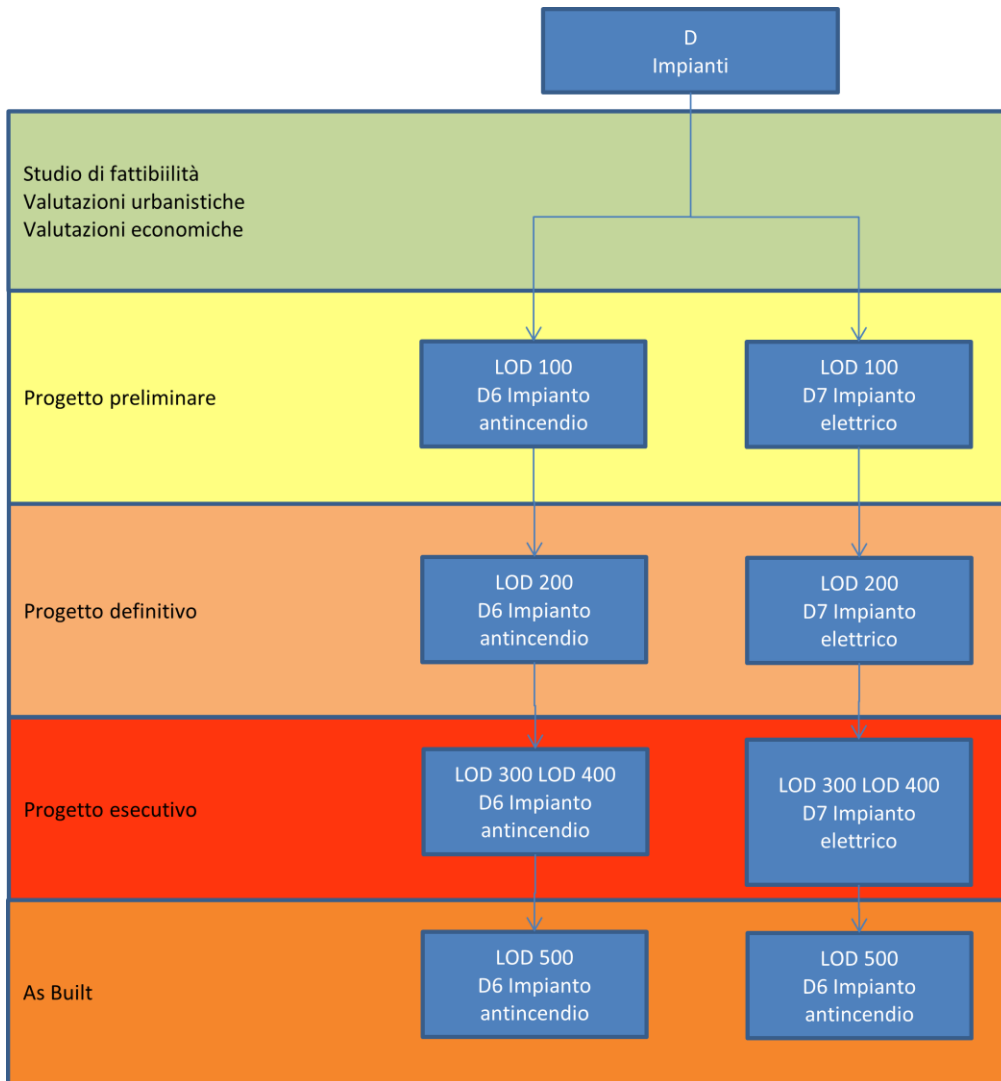 D
Impianti
Studio di fattibiilità
Valutazioni urbanistiche
Valutazioni economiche
Progetto preliminare
LOD 100
D6 Impianto
antincendio
LOD 100
D7 Impianto
elettrico
Progetto definitivo
LOD 200
D6 Impianto
antincendio
LOD 200
D7 Impianto
elettrico
Progetto esecutivo
LOD 300 LOD 400
D6 Impianto
antincendio
LOD 300 LOD 400
D7 Impianto
elettrico
As Built
LOD 500
D6 Impianto
antincendio
LOD 500
D6 Impianto
antincendio